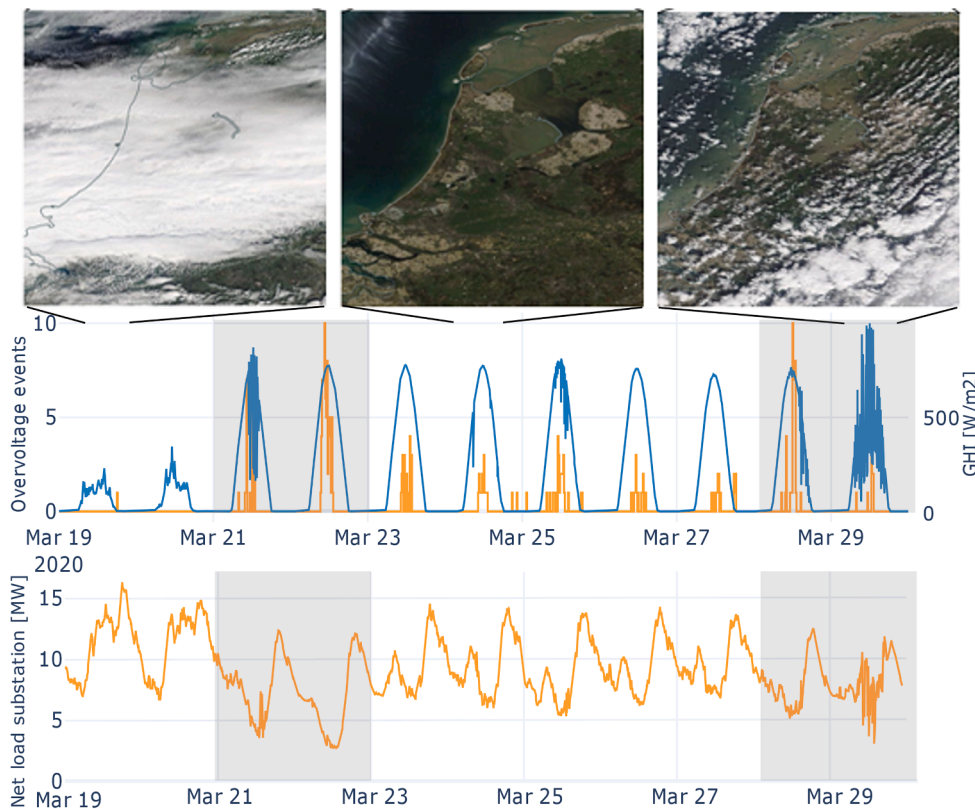 10
5
0
Overvoltage events
500
0
GHI [W/m2]
Mar 19
Mar 21
Mar 23
Mar 25
Mar 27
Mar 29
2020
15
10
5
0
Net load substation [MW]
Mar 19
Mar 21
Mar 23
Mar 25
Mar 27
Mar 29